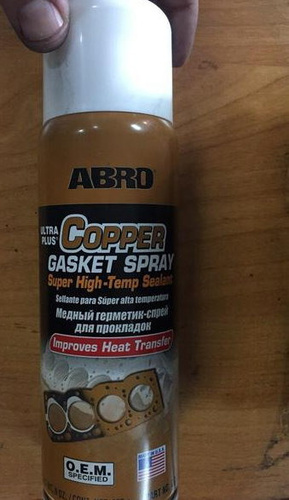 ABRO
ULTRA PLUS COPPER
GASKET SPRAY
Super High-Temp Sealant
Sellante para Súper alta temperatura
Медный герметик-спрей
для прокладок
Improves Heat Transfer
O.E.M.
SPECIFIED